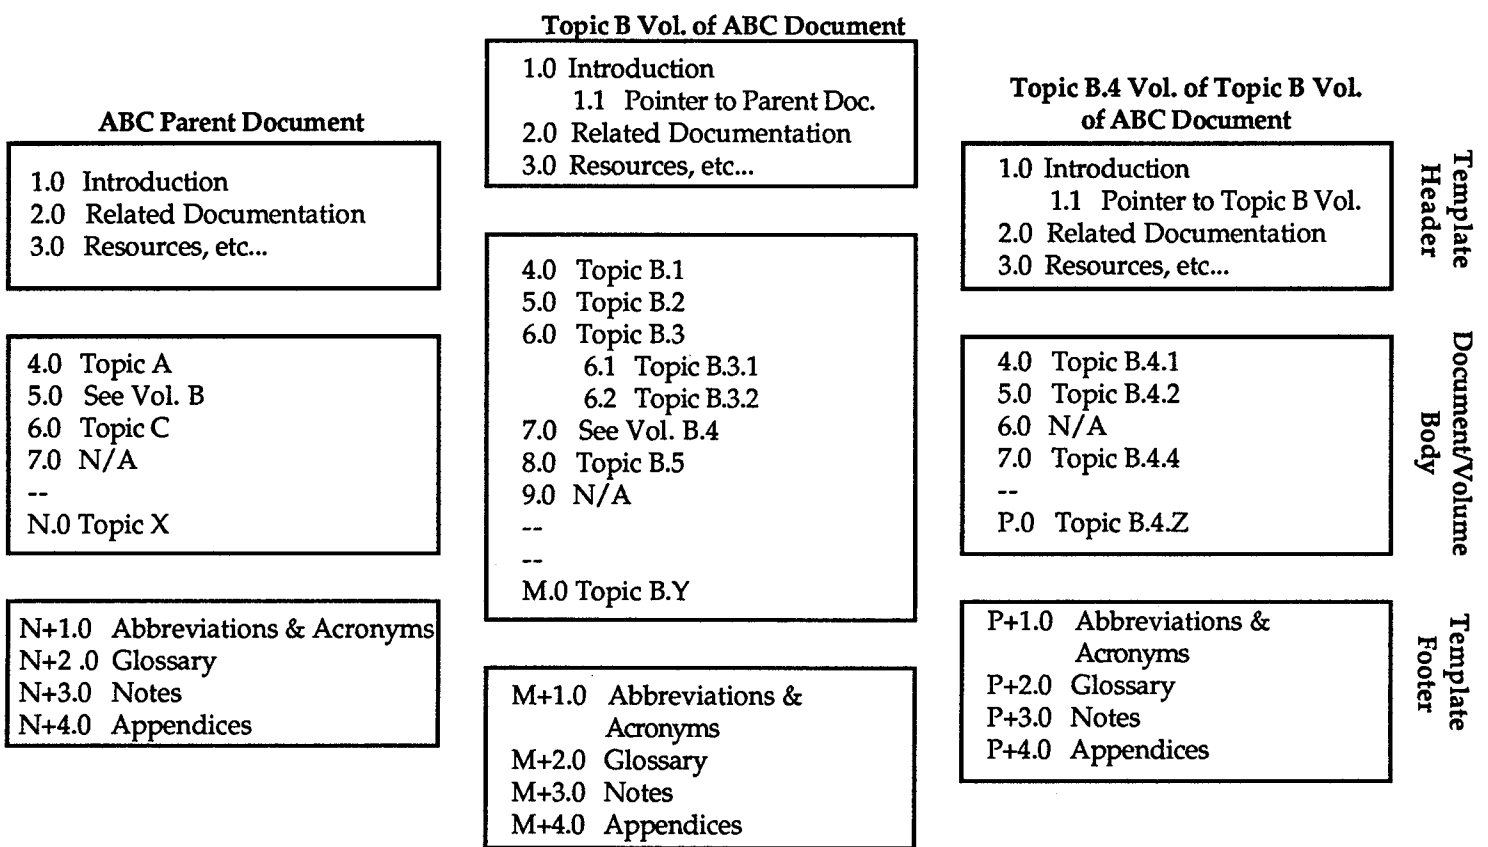 ABC Parent Document
1.0 Introduction
2.0 Related Documentation
3.0 Resources, etc...
4.0 Topic A
5.0 See Vol. B
6.0 Topic C
7.0 N/A
--
N.0 Topic X
N+1.0 Abbreviations & Acronyms
N+2 .0 Glossary
N+3.0 Notes
N+4.0 Appendices
Topic B Vol. of ABC Document
1.0 Introduction
1.1 Pointer to Parent Doc.
2.0 Related Documentation
3.0 Resources, etc...
4.0 Topic B.1
5.0 Topic B.2
6.0 Topic B.3
6.1 Topic B.3.1
6.2 Topic B.3.2
7.0 See Vol. B.4
8.0 Topic B.5
9.0 N/A
--
--
M.0 Topic B.Y
M+1.0 Abbreviations &
Acronyms
M+2.0 Glossary
M+3.0 Notes
M+4.0 Appendices
Topic B.4 Vol. of Topic B Vol.
of ABC Document
1.0 Introduction
1.1 Pointer to Topic B Vol.
2.0 Related Documentation
3.0 Resources, etc...
4.0 Topic B.4.1
5.0 Topic B.4.2
6.0 N/A
7.0 Topic B.4.4
--
P.0 Topic B.4.Z
P+1.0 Abbreviations &
Acronyms
P+2.0 Glossary
P+3.0 Notes
P+4.0 Appendices
Template
Header
Document/Volume
Body
Template
Footer